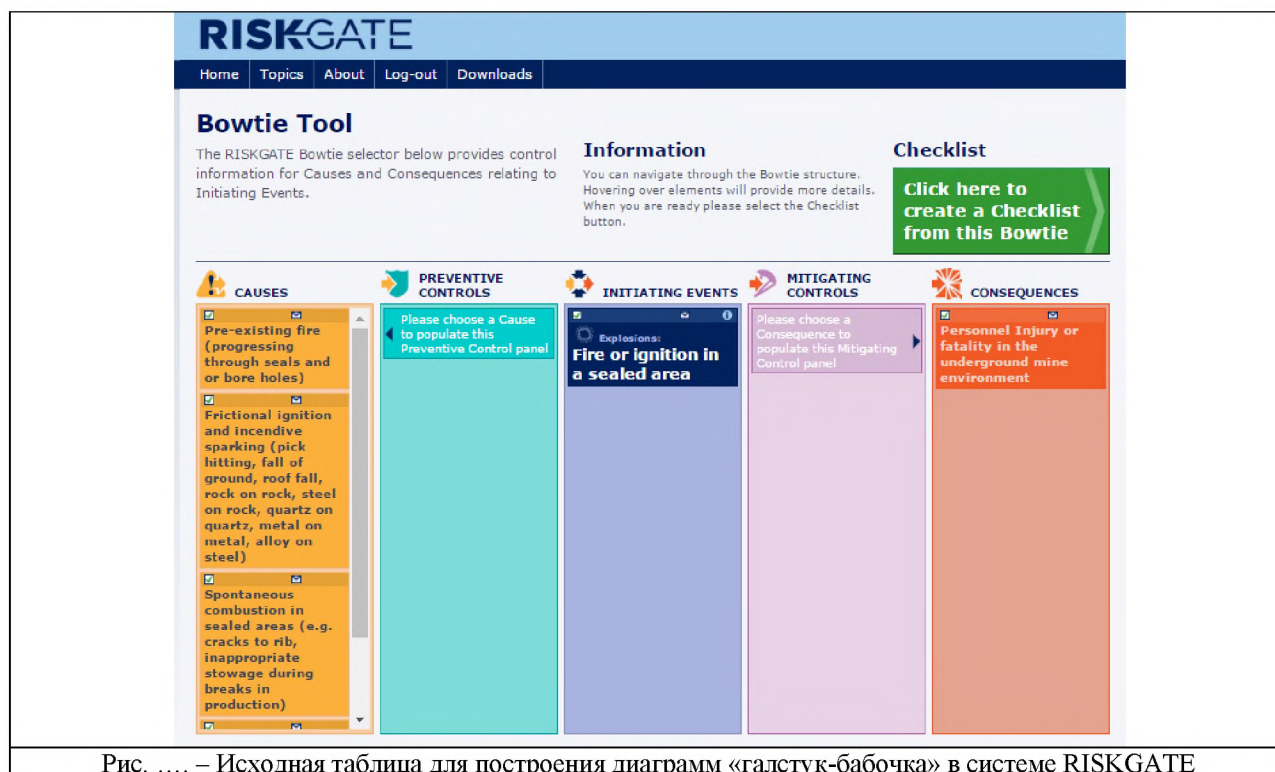 RISKGATE
Home Topics About Log-out Downloads
Bowtie Tool
The RISKGATE Bowtie selector below provides control
information for Causes and Consequences relating to
Initiating Events.
Information
You can navigate through the Bowtie structure.
Hovering over elements will provide more details.
When you are ready please select the Checklist
button.
Checklist
Click here to
create a Checklist
from this Bowtie
CAUSES
Pre-existing fire
(progressing
through seals and
or bore holes)
Frictional ignition
and incendive
sparking (pick
hitting, fall of
ground, roof fall,
rock on rock, steel
on rock, quartz on
quartz, metal on
metal, alloy on
steel)
Spontaneous
combustion in
sealed areas (e.g.
cracks to rib,
inappropriate
stowage during
breaks in
production)
PREVENTIVE
CONTROLS
Please choose a Cause
to populate this
Preventive Control panel
INITIATING EVENTS
Explosions:
Fire or ignition in
a sealed area
MITIGATING
CONTROLS
Please choose a
Consequence to
populate this Mitigating
Control panel
CONSEQUENCES
Personnel Injury or
fatality in the
underground mine
environment
Рис. .... – Исходная таблица для построения диаграмм «галстук-бабочка» в системе RISKGATE